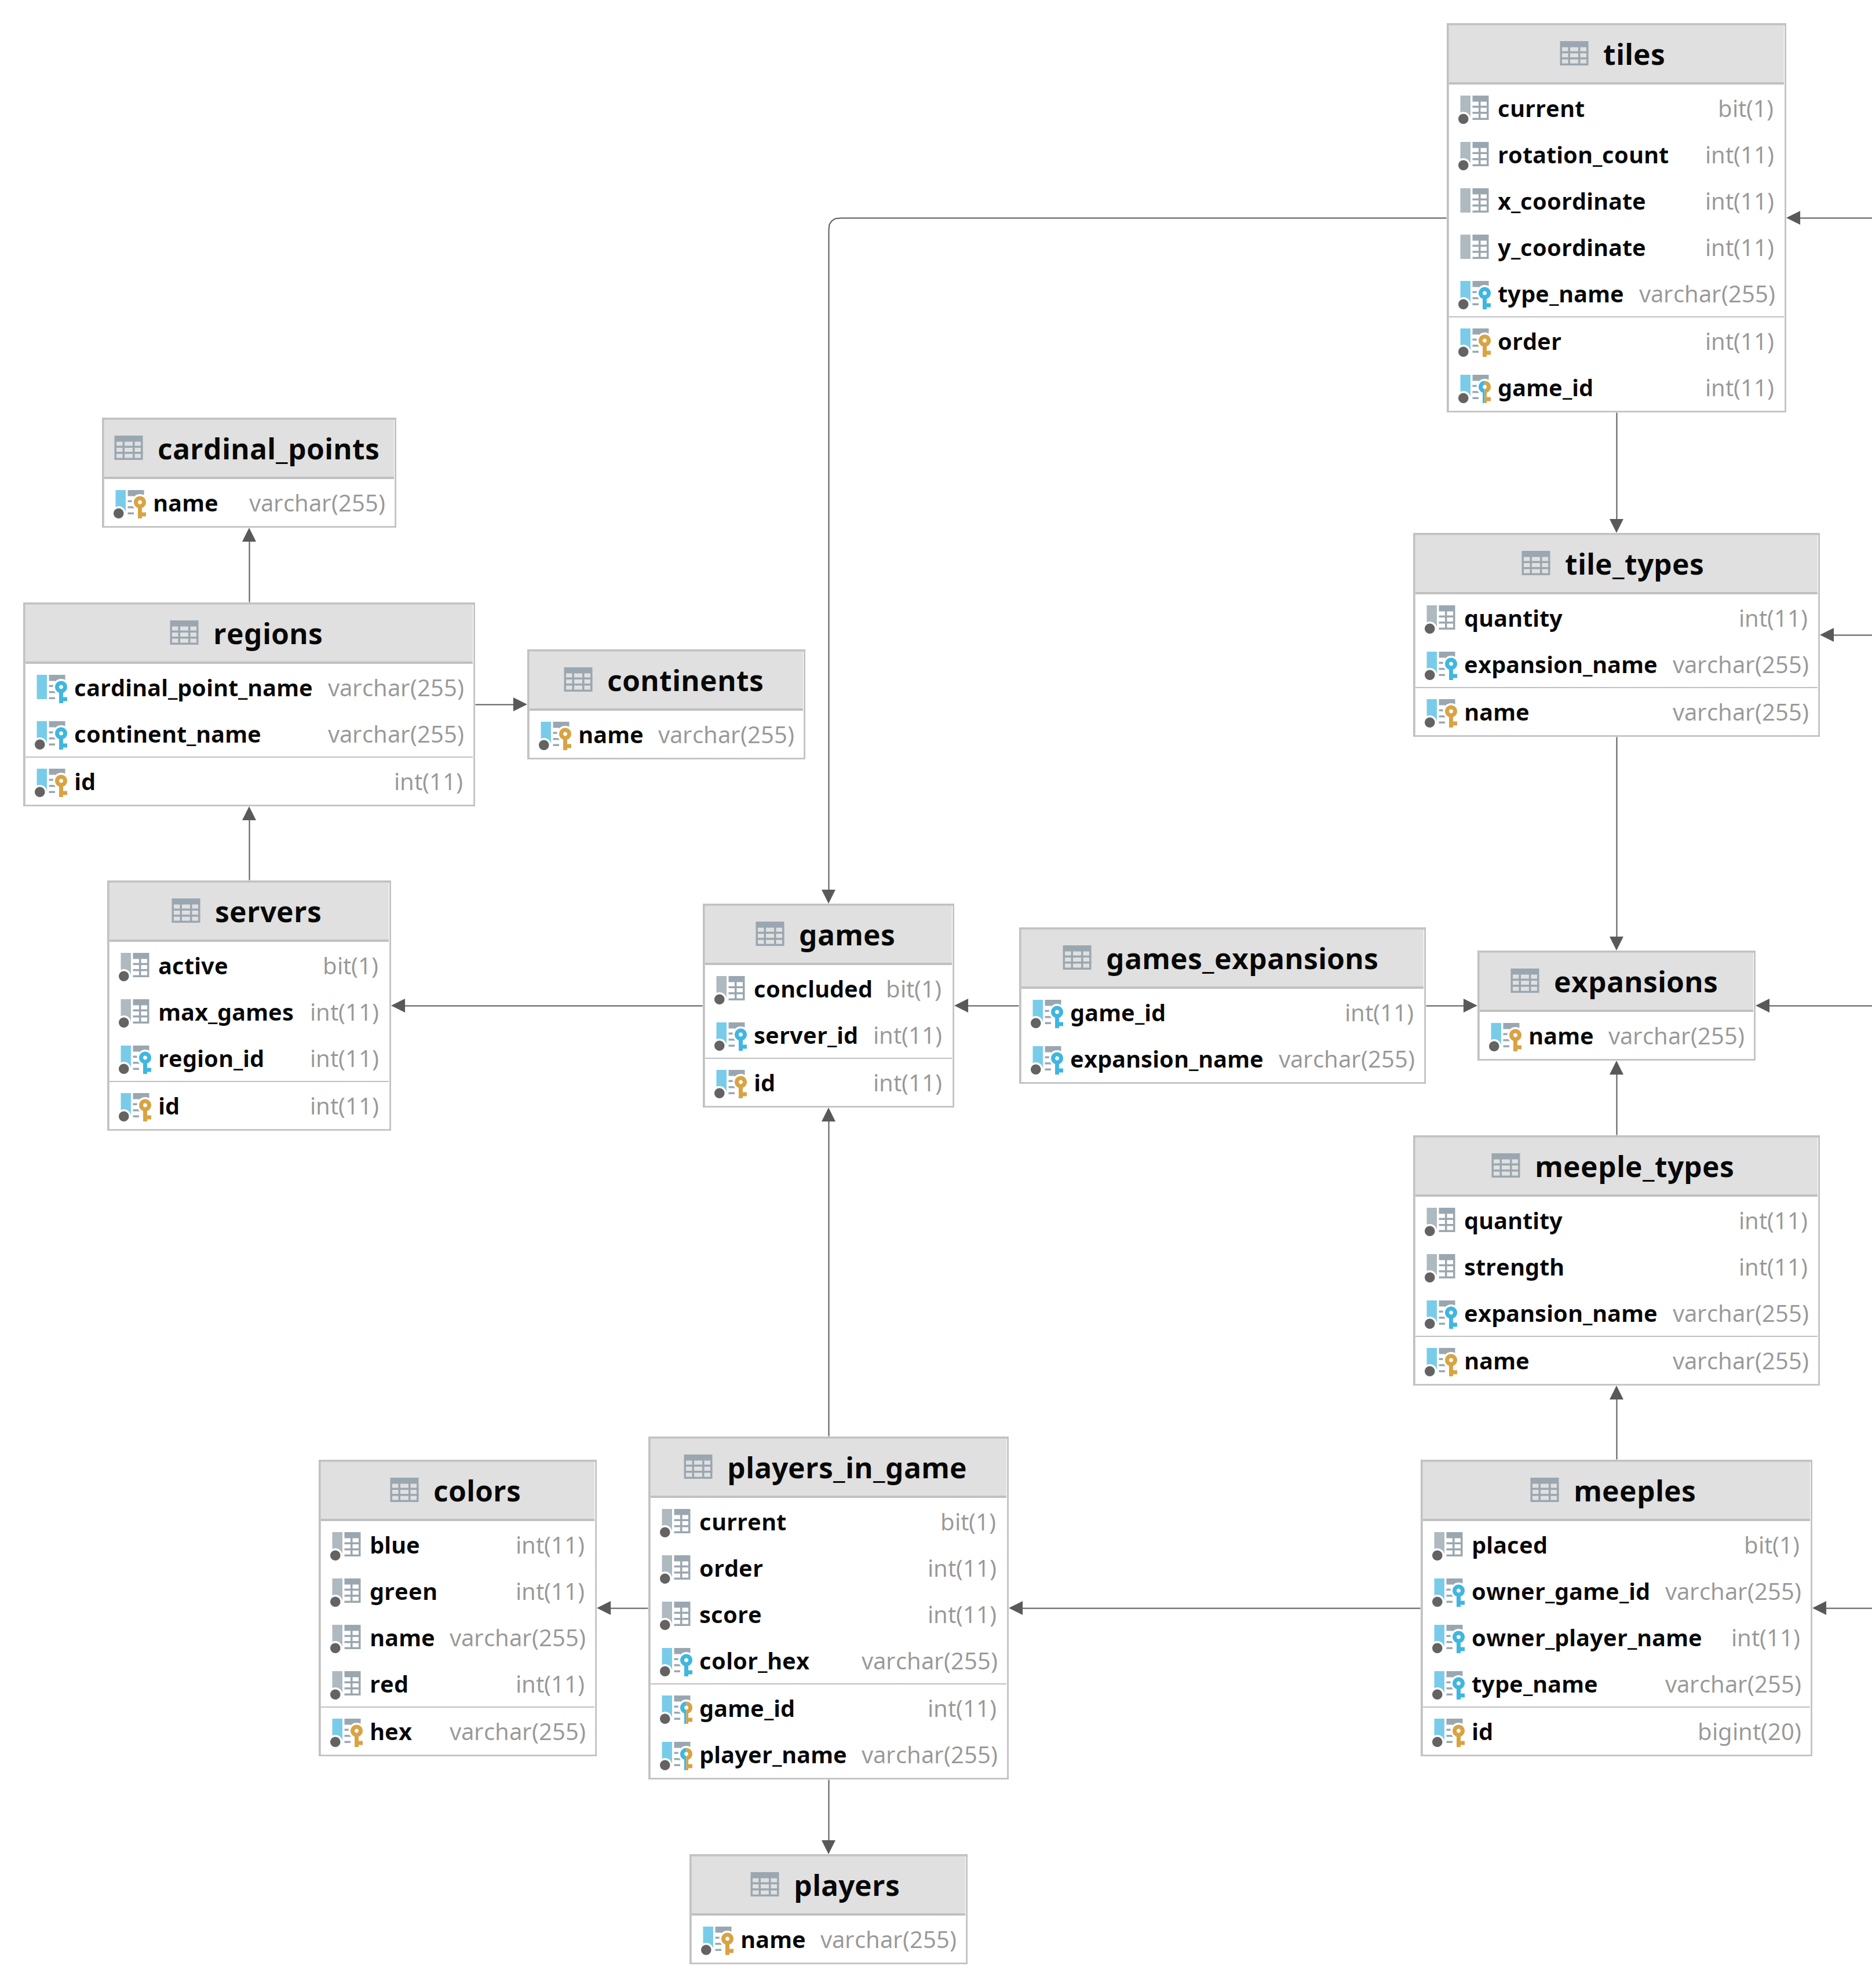 tiles
current bit(1)
rotation_count int(11)
x_coordinate int(11)
y_coordinate int(11)
type_name varchar(255)
order int(11)
game_id int(11)
cardinal_points
name varchar(255)
regions
cardinal_point_name varchar(255)
continent_name varchar(255)
id int(11)
continents
name varchar(255)
tile_types
quantity int(11)
expansion_name varchar(255)
name varchar(255)
servers
active bit(1)
max_games int(11)
region_id int(11)
id int(11)
games
concluded bit(1)
server_id int(11)
id int(11)
games_expansions
game_id int(11)
expansion_name varchar(255)
expansions
name varchar(255)
meeple_types
quantity int(11)
strength int(11)
expansion_name varchar(255)
name varchar(255)
colors
blue int(11)
green int(11)
name varchar(255)
red int(11)
hex varchar(255)
players_in_game
current bit(1)
order int(11)
score int(11)
color_hex varchar(255)
game_id int(11)
player_name varchar(255)
meeples
placed bit(1)
owner_game_id varchar(255)
owner_player_name int(11)
type_name varchar(255)
id bigint(20)
players
name varchar(255)